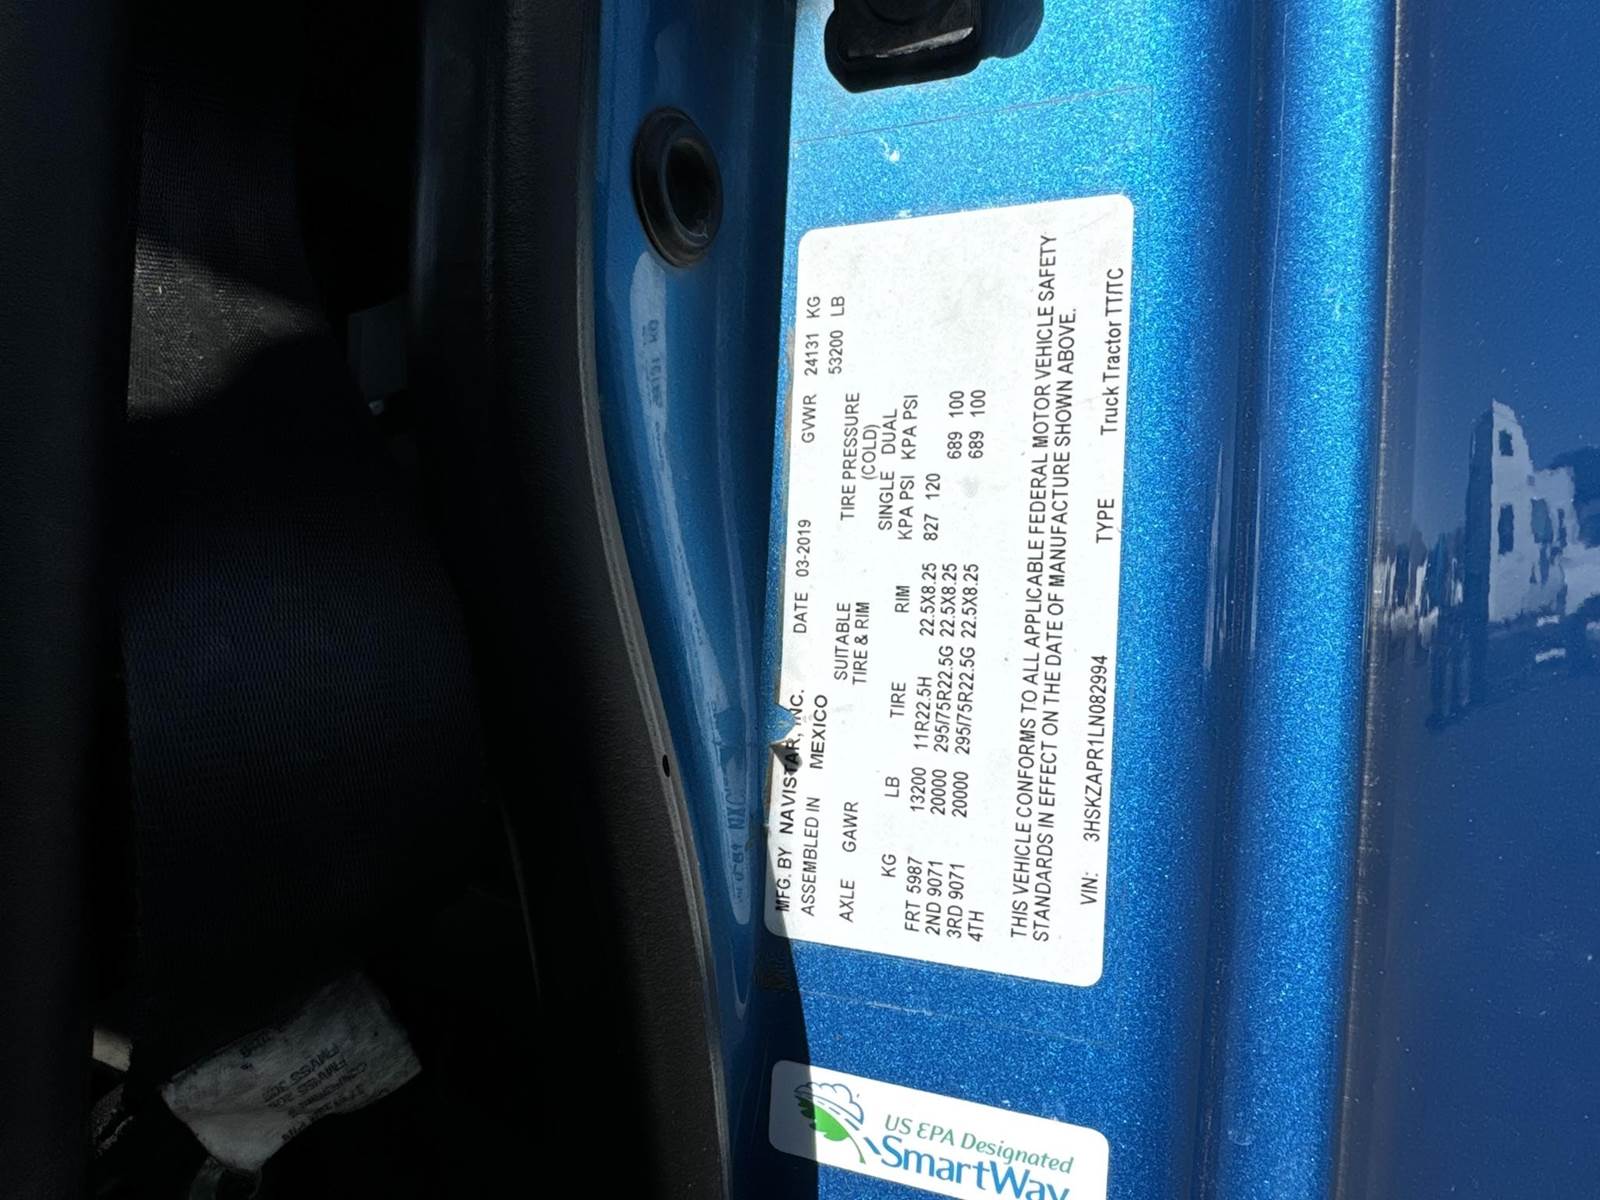 MFG. BY NAVISTAR, INC. DATE 03-2019 GVWR 24131 KG
ASSEMBLED IN MEXICO 53200 LB
AXLE GAWR SUITABLE TIRE PRESSURE
TIRE & RIM (COLD)
SINGLE DUAL
KG LB TIRE RIM KPA PSI KPA PSI
FRT 5987 13200 11R22.5H 22.5X8.25 827 120
2ND 9071 20000 295/75R22.5G 22.5X8.25 689 100
3RD 9071 20000 295/75R22.5G 22.5X8.25 689 100
4TH
THIS VEHICLE CONFORMS TO ALL APPLICABLE FEDERAL MOTOR VEHICLE SAFETY
STANDARDS IN EFFECT ON THE DATE OF MANUFACTURE SHOWN ABOVE.
VIN: 3HSKZAPR1LN082994 TYPE Truck Tractor TT/TC
US EPA Designated
SmartWay